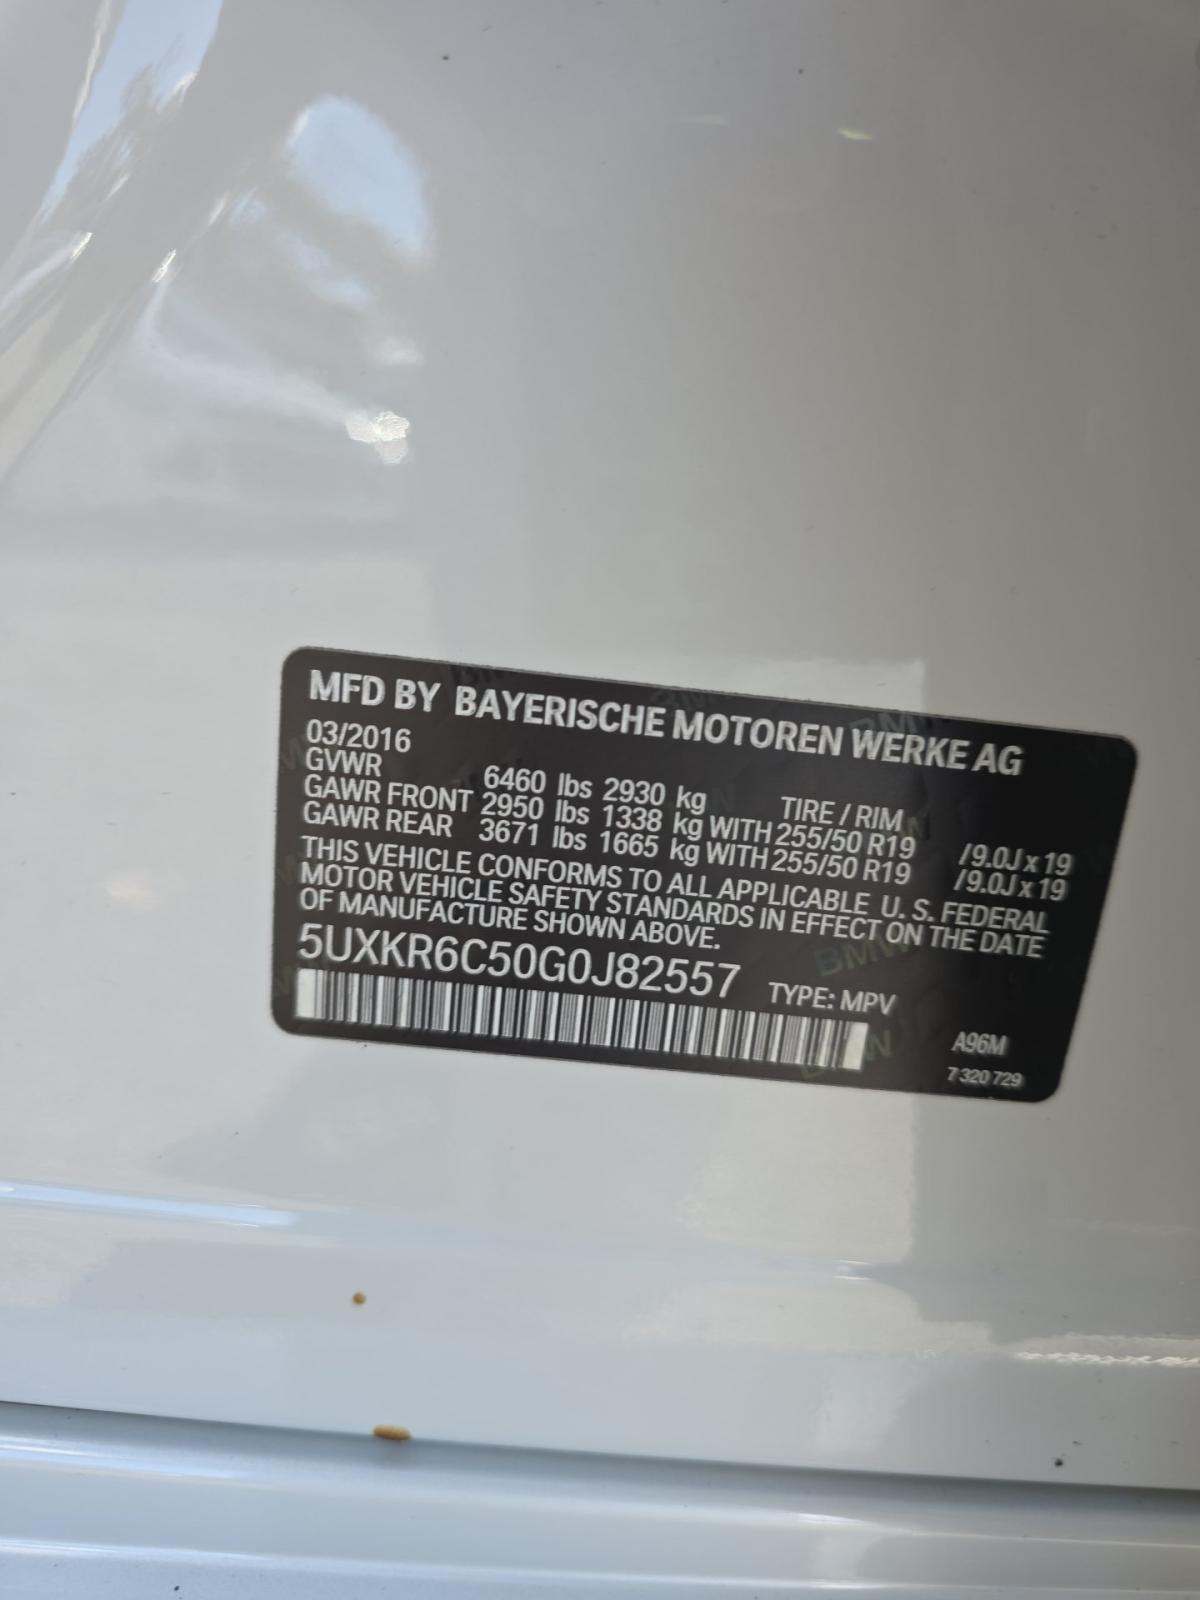 MFD BY BAYERISCHE MOTOREN WERKE AG
03/2016
GVWR 6460 lbs 2930 kg TIRE / RIM
GAWR FRONT 2950 lbs 1338 kg WITH 255/50 R19 /9.0J x 19
GAWR REAR 3671 lbs 1665 kg WITH 255/50 R19 /9.0J x 19
THIS VEHICLE CONFORMS TO ALL APPLICABLE U. S. FEDERAL
MOTOR VEHICLE SAFETY STANDARDS IN EFFECT ON THE DATE
OF MANUFACTURE SHOWN ABOVE.
5UXKR6C50G0J82557 TYPE: MPV
A96M
7 320 729